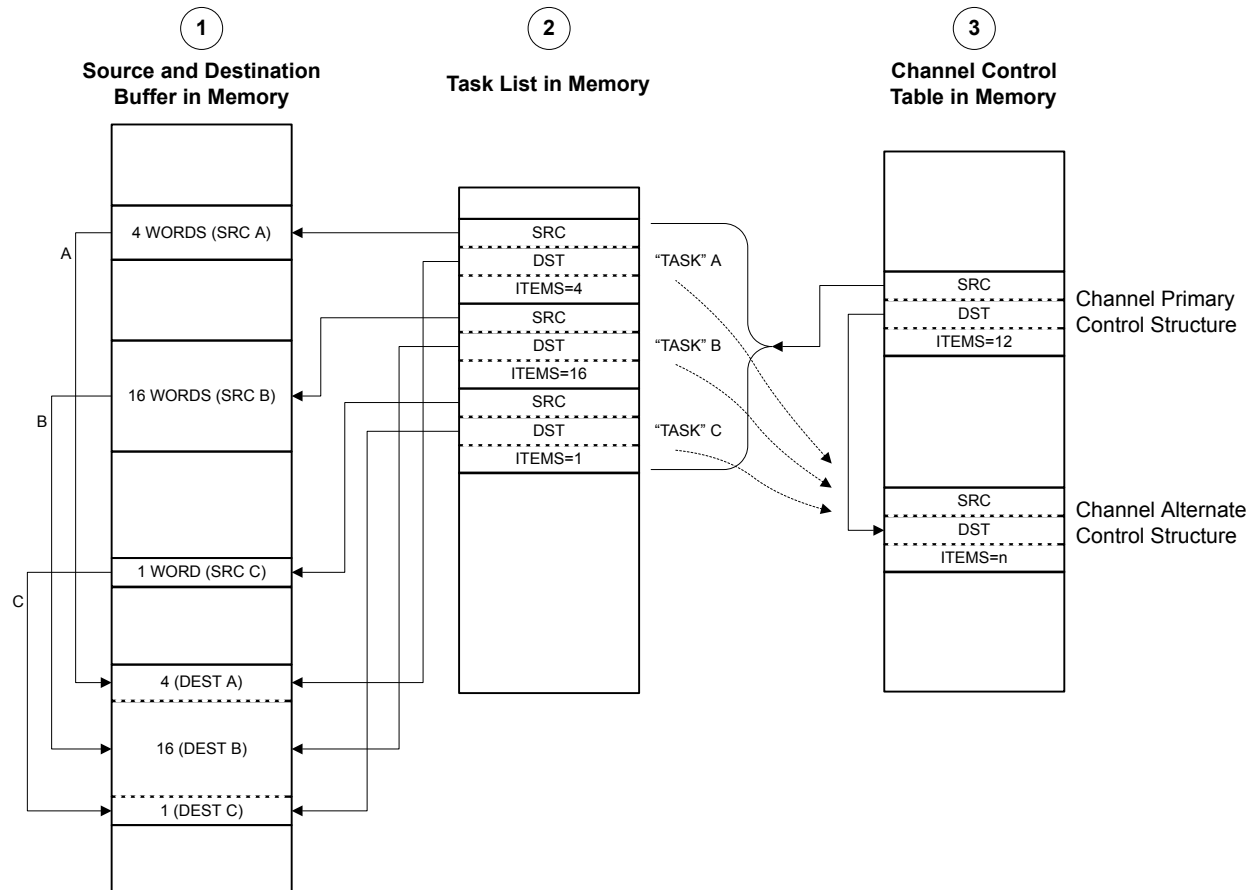 1
Source and Destination
Buffer in Memory
4 WORDS (SRC A)
A
16 WORDS (SRC B)
B
1 WORD (SRC C)
C
4 (DEST A)
16 (DEST B)
1 (DEST C)
2
Task List in Memory
SRC
DST
ITEMS=4
“TASK” A
SRC
DST
ITEMS=16
“TASK” B
SRC
DST
ITEMS=1
“TASK” C
3
Channel Control
Table in Memory
SRC
DST
ITEMS=12
Channel Primary
Control Structure
SRC
DST
ITEMS=n
Channel Alternate
Control Structure